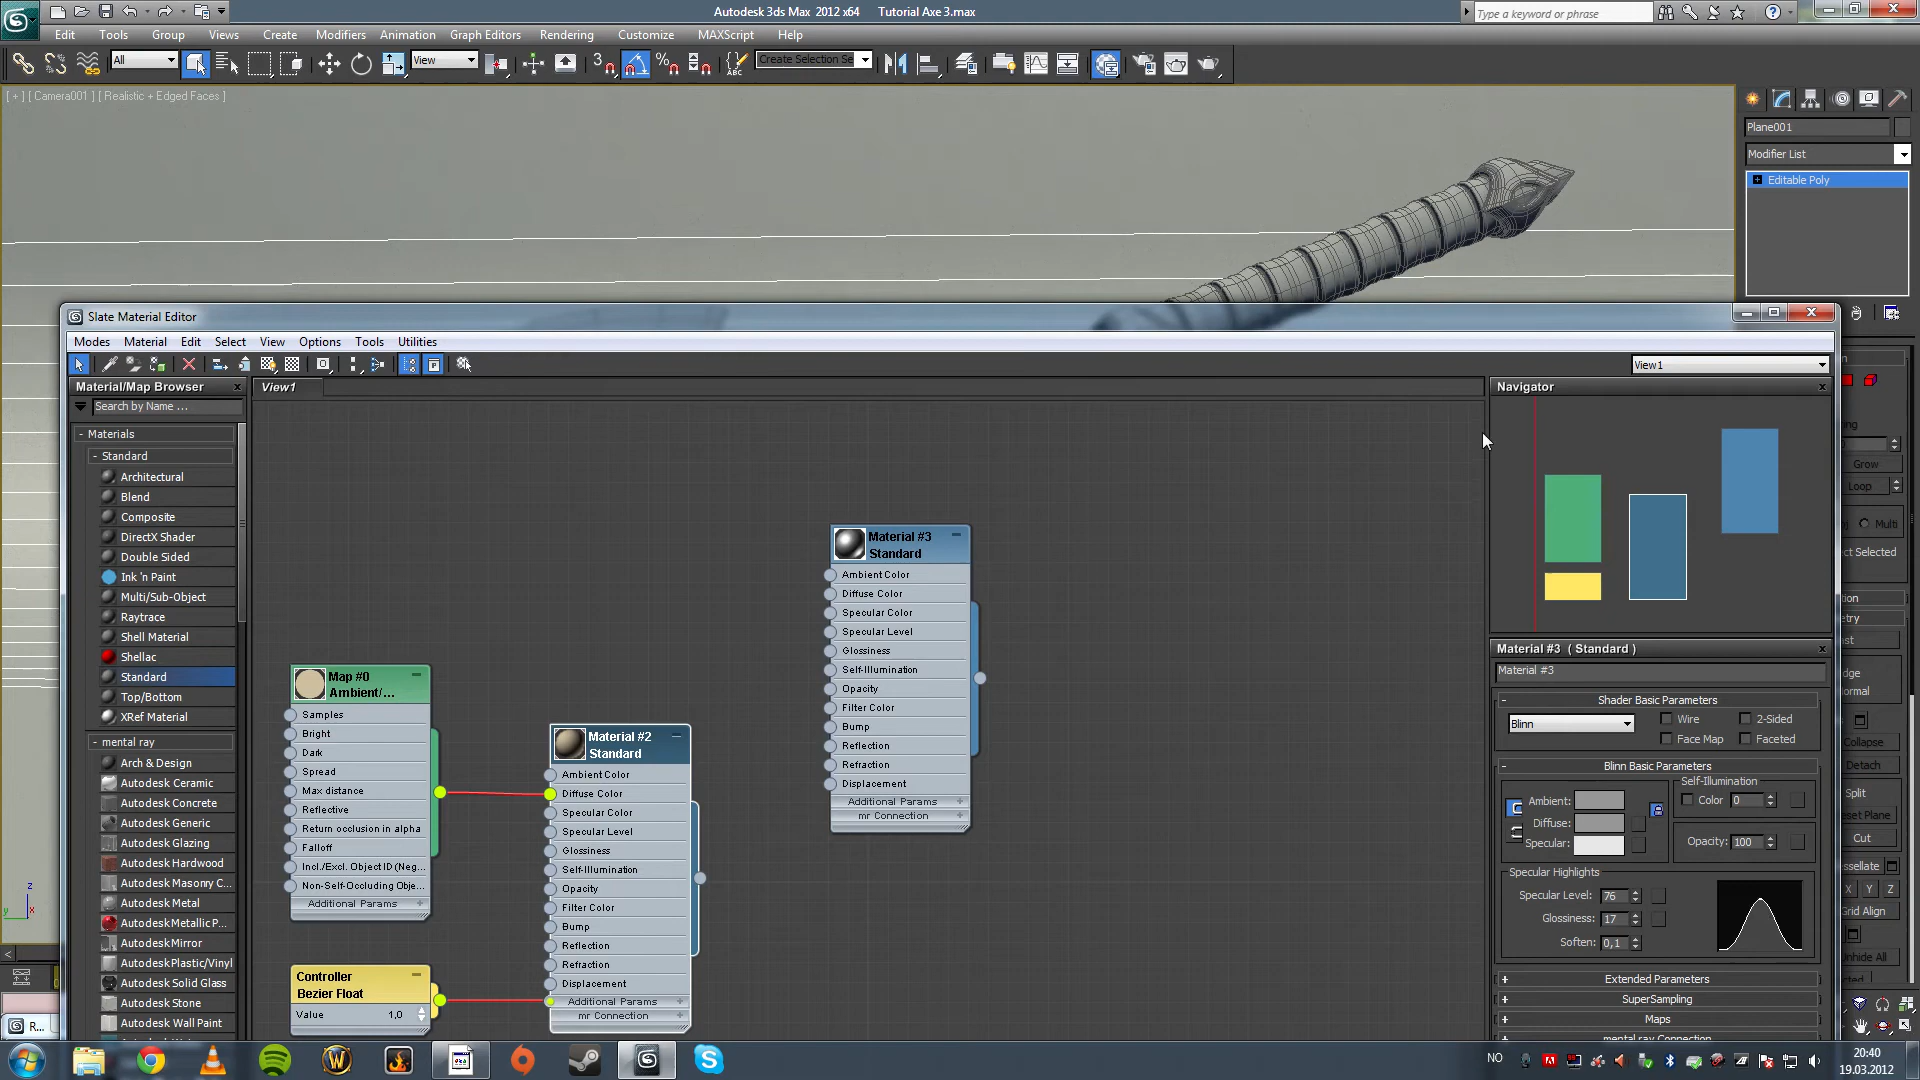 Autodesk 3ds Max 2012 x64    Tutorial Axe 3.max
Type a keyword or phrase
Edit Tools Group Views Create Modifiers Animation Graph Editors Rendering Customize MAXScript Help
All
View
3
Create Selection Se
[ + ] [ Camera001 ] [ Realistic + Edged Faces ]
Plane001
Modifier List
Editable Poly
Slate Material Editor
Modes Material Edit Select View Options Tools Utilities
View1
Material/Map Browser
Search by Name ...
- Materials
- Standard
Architectural
Blend
Composite
DirectX Shader
Double Sided
Ink 'n Paint
Multi/Sub-Object
Raytrace
Shell Material
Shellac
Standard
Top/Bottom
XRef Material
- mental ray
Arch & Design
Autodesk Ceramic
Autodesk Concrete
Autodesk Generic
Autodesk Glazing
Autodesk Hardwood
Autodesk Masonry C...
Autodesk Metal
Autodesk Metallic P...
Autodesk Mirror
Autodesk Plastic/Vinyl
Autodesk Solid Glass
Autodesk Stone
Autodesk Wall Paint
View1
Map #0
Ambient/...
Samples
Bright
Dark
Spread
Max distance
Reflective
Return occlusion in alpha
Falloff
Incl./Excl. Object ID (Neg...
Non-Self-Occluding Obje...
Additional Params +
Controller
Bezier Float
Value 1,0
Material #2
Standard
Ambient Color
Diffuse Color
Specular Color
Specular Level
Glossiness
Self-Illumination
Opacity
Filter Color
Bump
Reflection
Refraction
Displacement
Additional Params +
mr Connection
Material #3
Standard
Ambient Color
Diffuse Color
Specular Color
Specular Level
Glossiness
Self-Illumination
Opacity
Filter Color
Bump
Reflection
Refraction
Displacement
Additional Params +
mr Connection +
Navigator
Material #3 ( Standard )
Material #3
- Shader Basic Parameters
Blinn
Wire
2-Sided
Face Map
Faceted
- Blinn Basic Parameters
Self-Illumination
Ambient:
Color 0
Diffuse:
Specular:
Opacity: 100
Specular Highlights
Specular Level: 76
Glossiness: 17
Soften: 0,1
+ Extended Parameters
+ SuperSampling
+ Maps
mental ray Connection
Grow
Loop
Multi
Collapse
Detach
Split
Cut
X Y Z
Grid Align
z
y
x
R...
NO
20:40
19.03.2012